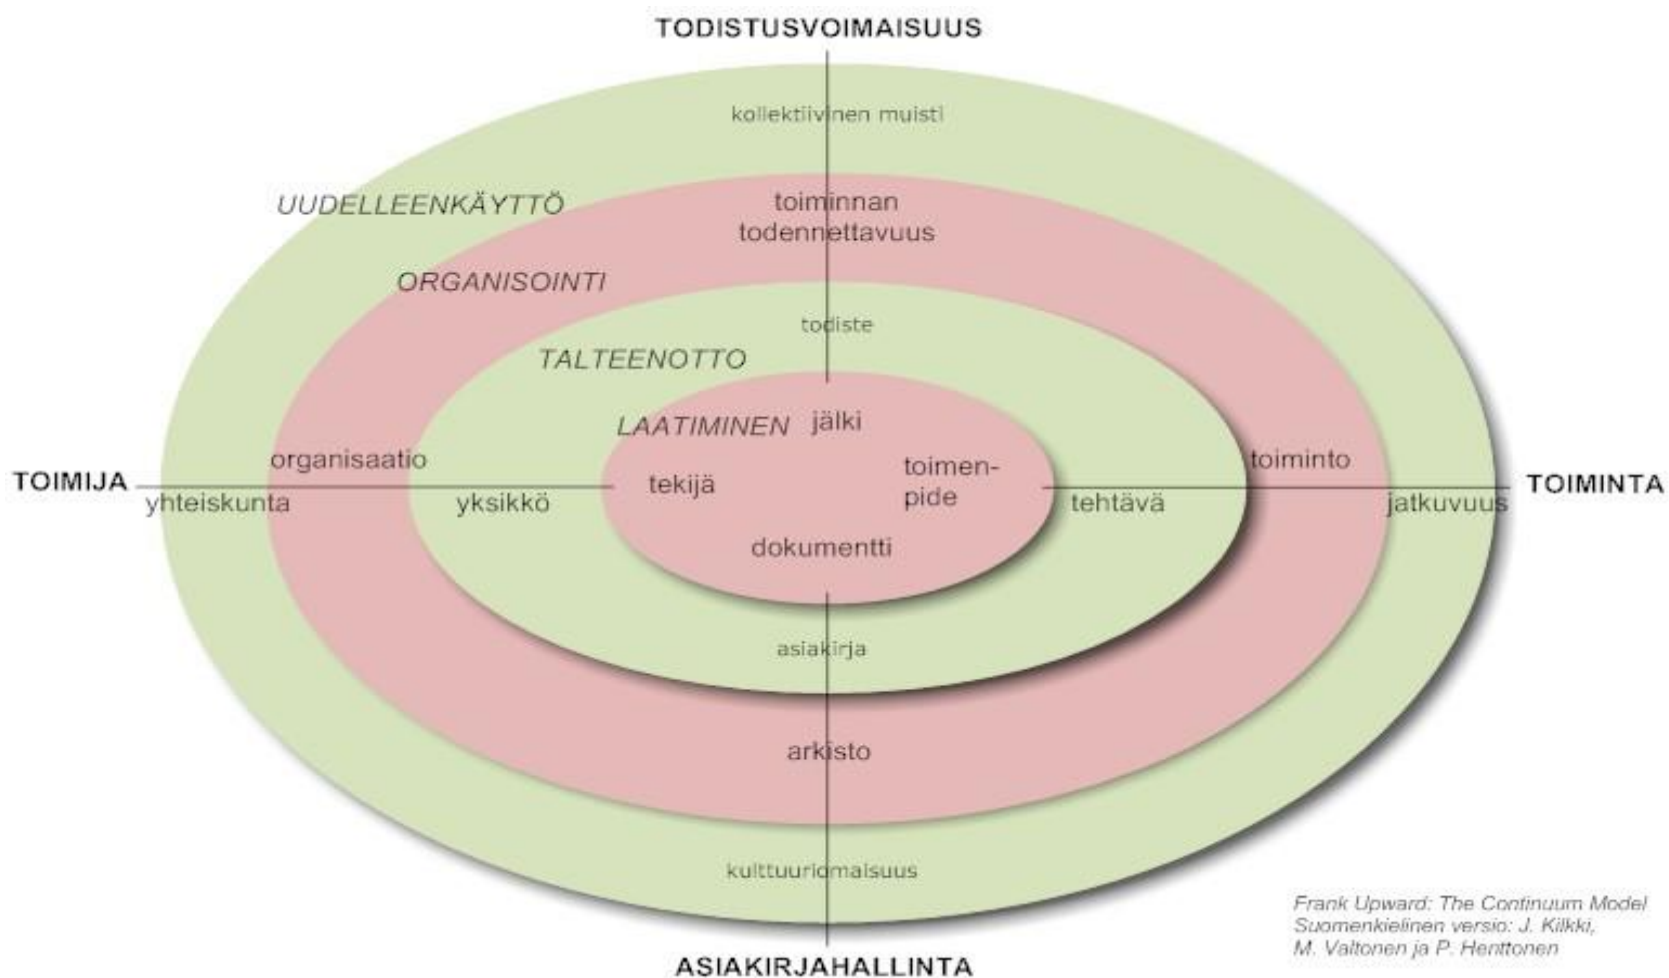 TODISTUSVOIMAISUUS
kollektiivinen muisti
UUDELLEENKÄYTTÖ
toiminnan
todennettavuus
ORGANISOINTI
todiste
TALTEENOTTO
LAATIMINEN
jälki
organisaatio
toiminto
TOIMIJA
tekijä
toimen-
pide
TOIMINTA
yhteiskunta
yksikkö
tehtävä
jatkuvuus
dokumentti
asiakirja
arkisto
kulttuuriomaisuus
Frank Upward: The Continuum Model
Suomenkielinen versio: J. Kilkki,
M. Valtonen ja P. Henttonen
ASIAKIRJAHALLINTA